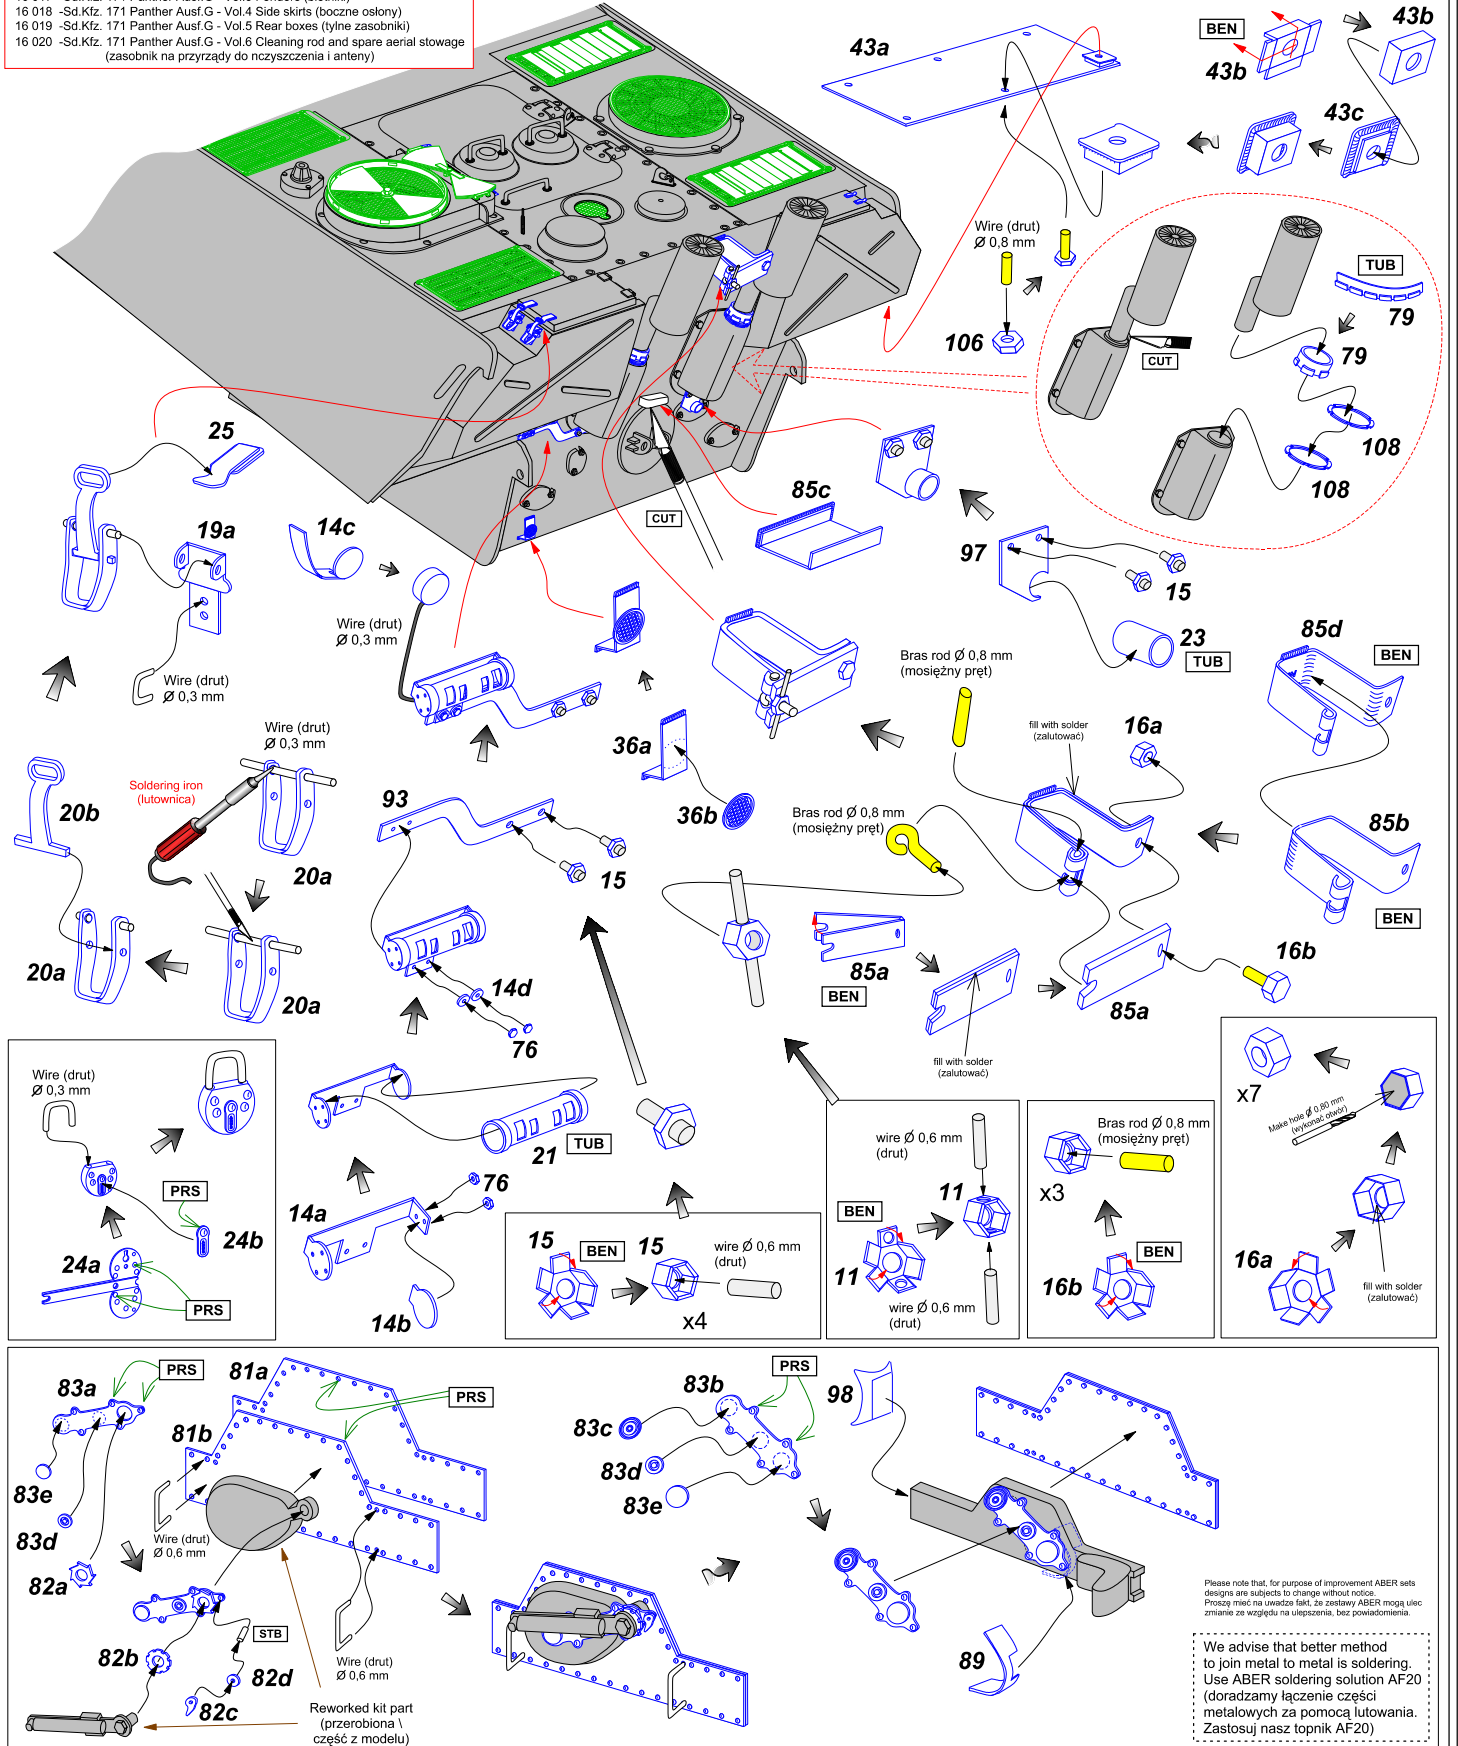 16 018 -Sd.Kfz. 171 Panther Ausf.G - Vol.4 Side skirts (boczne osłony)
16 019 -Sd.Kfz. 171 Panther Ausf.G - Vol.5 Rear boxes (tylne zasobniki)
16 020 -Sd.Kfz. 171 Panther Ausf.G - Vol.6 Cleaning rod and spare aerial stowage
(zasobnik na przyrządy do nczyszczenia i anteny)
43a
BEN
43b
43b
43c
Wire (drut)
Ø 0,8 mm
106
TUB
79
79
CUT
108
108
25
19a
14c
Wire (drut)
Ø 0,3 mm
Wire (drut)
Ø 0,3 mm
CUT
85c
97
15
23
TUB
85d
BEN
Bras rod Ø 0,8 mm
(mosiężny pręt)
fill with solder
(zalutować)
16a
36a
36b
Wire (drut)
Ø 0,3 mm
Soldering iron
(lutownica)
20b
20a
20a
20a
93
15
Bras rod Ø 0,8 mm
(mosiężny pręt)
85b
BEN
85a
BEN
85a
16b
fill with solder
(zalutować)
14d
76
Wire (drut)
Ø 0,3 mm
PRS
24b
24a
PRS
21
TUB
14a
76
14b
15
BEN
15
wire Ø 0,6 mm
(drut)
x4
wire Ø 0,6 mm
(drut)
11
BEN
11
wire Ø 0,6 mm
(drut)
Bras rod Ø 0,8 mm
(mosiężny pręt)
x3
BEN
16b
x7
Make hole Ø 0,80 mm
(wykonać otwór)
16a
fill with solder
(zalutować)
83a
PRS
81a
PRS
81b
83e
83d
82a
Wire (drut)
Ø 0,6 mm
STB
82b
82d
82c
Wire (drut)
Ø 0,6 mm
Reworked kit part
(przerobiona \
część z modelu)
83b
PRS
83c
83d
83e
98
89
Please note that, for purpose of improvement ABER sets
designs are subjects to change without notice.
Proszę mieć na uwadze fakt, że zestawy ABER mogą ulec
zmianie ze względu na ulepszenia, bez powiadomienia.
We advise that better method
to join metal to metal is soldering.
Use ABER soldering solution AF20
(doradzamy łączenie części
metalowych za pomocą lutowania.
Zastosuj nasz topnik AF20)